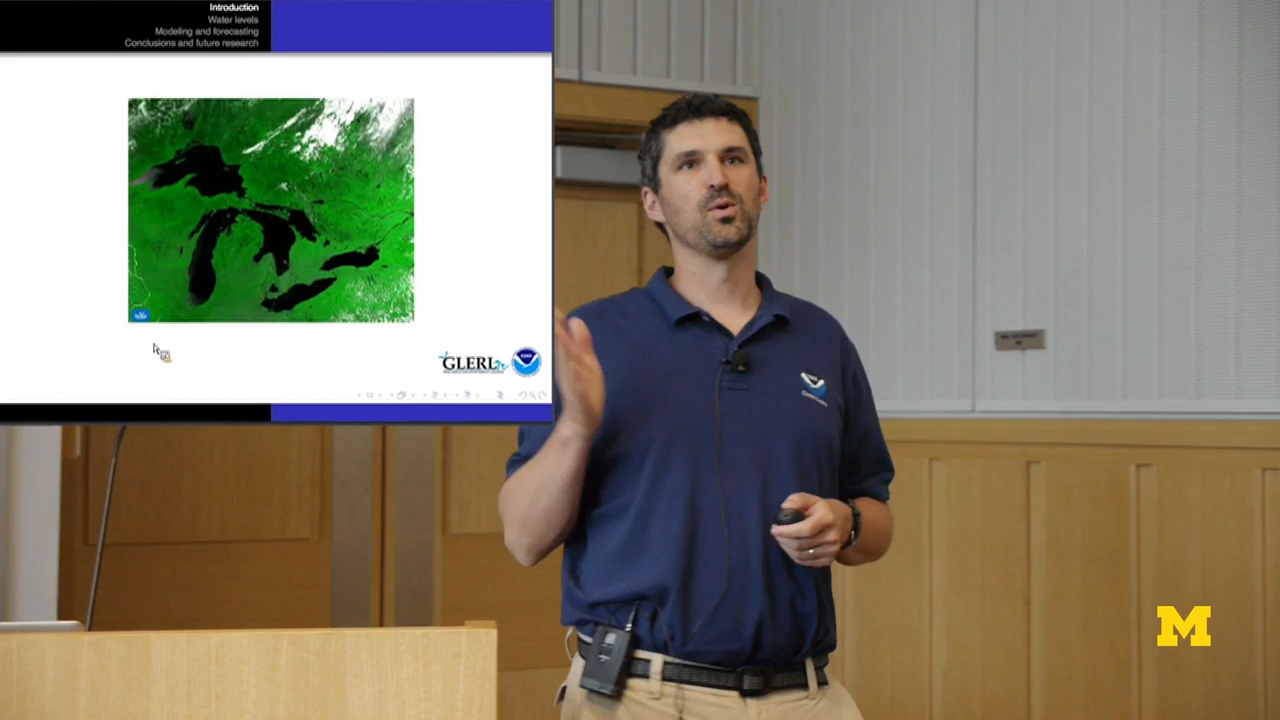 Introduction
Water levels
Modeling and forecasting
Conclusions and future research
GLERL
M